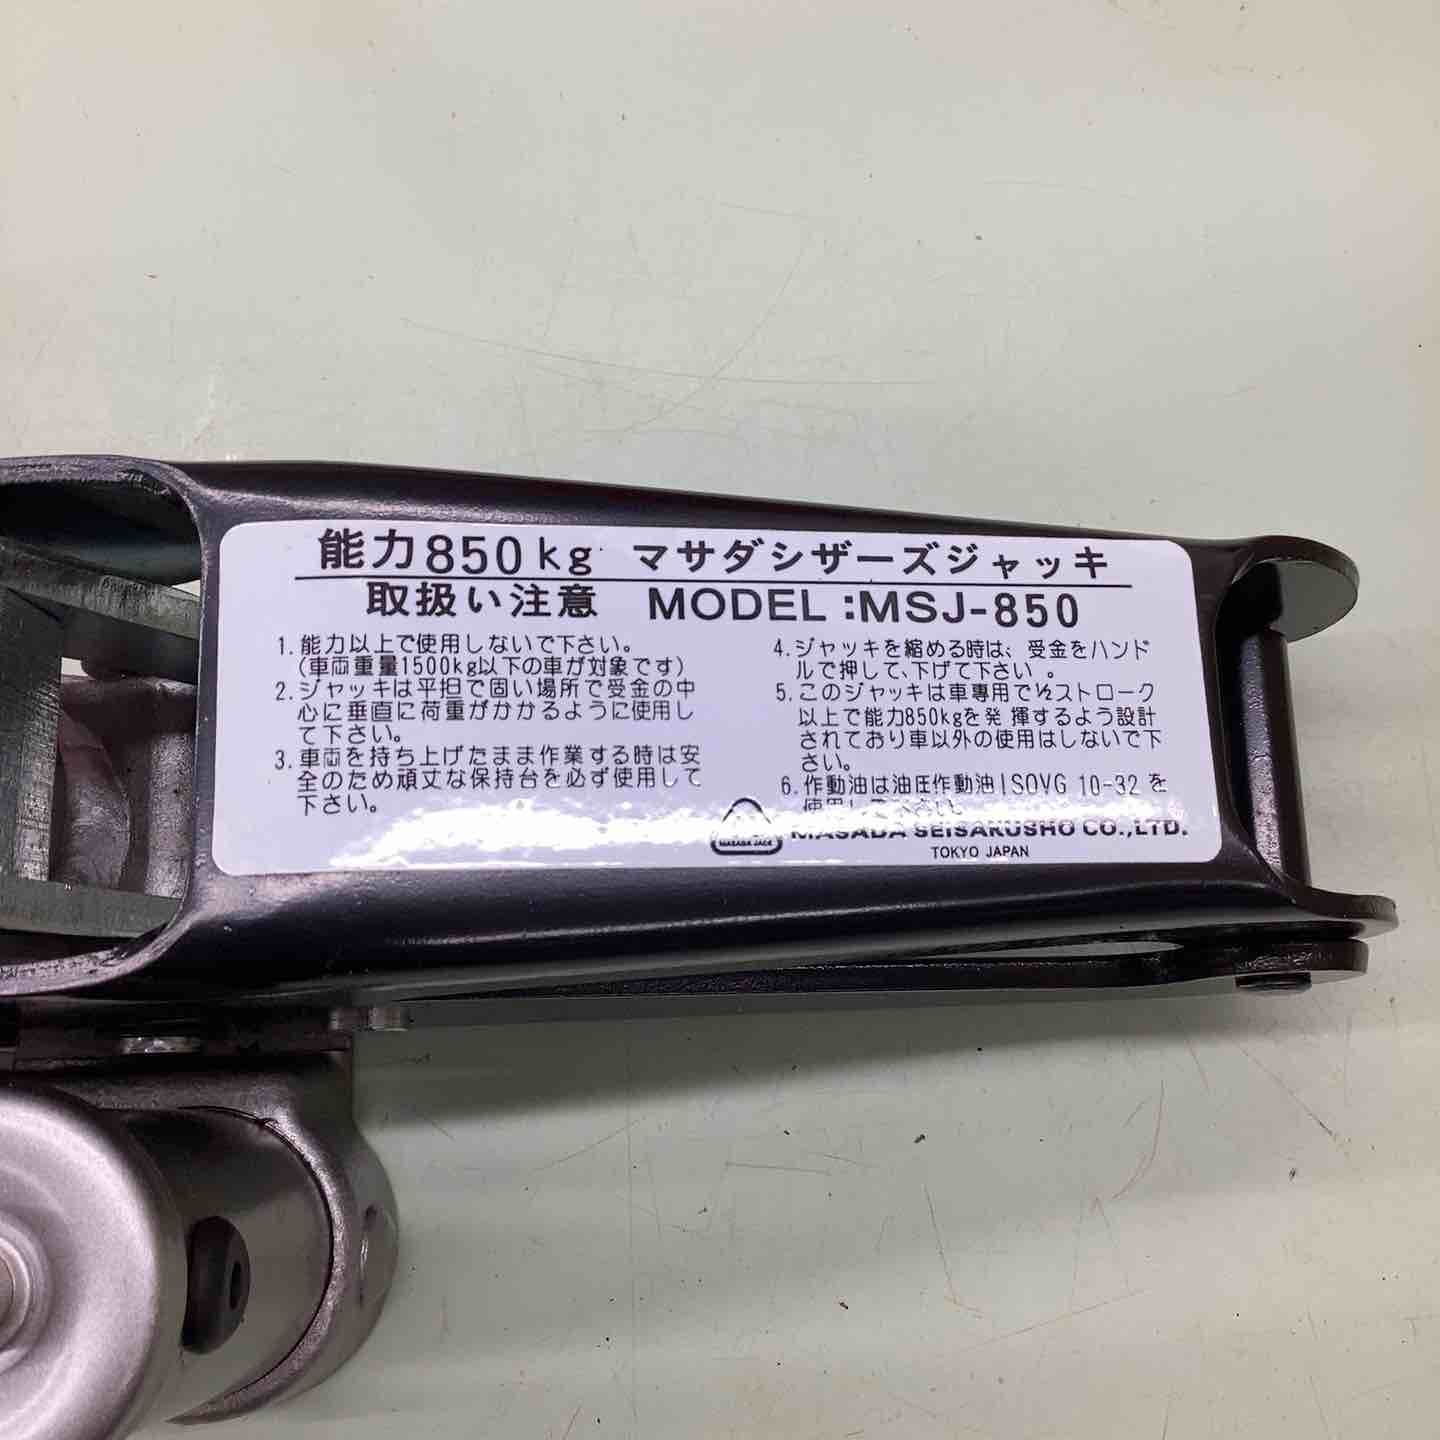 能力850kg マサダシザーズジャッキ
取扱い注意 MODEL:MSJ-850
1. 能力以上で使用しないで下さい。
(車両重量1500kg以下の車が対象です)
2. ジャッキは平担で固い場所で受金の中
心に垂直に荷重がかかるように使用し
て下さい。
3. 車両を持ち上げたまま作業する時は安
全のため頑丈な保持台を必ず使用して
下さい。
4. ジャッキを縮める時は、受金をハンド
ルで押して、下げて下さい。
5. このジャッキは車専用で½ストローク
以上で能力850kgを発揮するよう設計
されており車以外の使用はしないで下
さい。
6. 作動油は油圧作動油ISOVG 10-32 を
使用して下さい。
MASADA JACK
MASADA SEISAKUSHO CO.,LTD.
TOKYO JAPAN